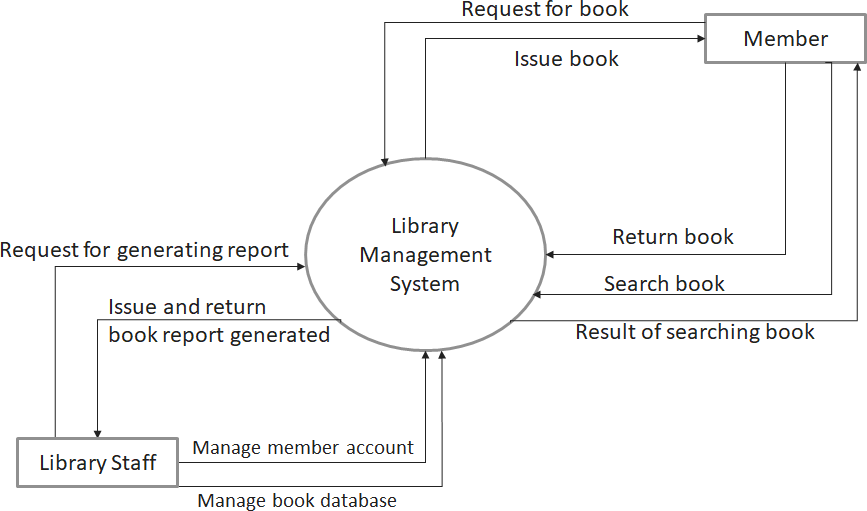 Request for book
Member
Issue book
Library
Management
System
Return book
Request for generating report
Search book
Issue and return
book report generated
Result of searching book
Library Staff
Manage member account
Manage book database